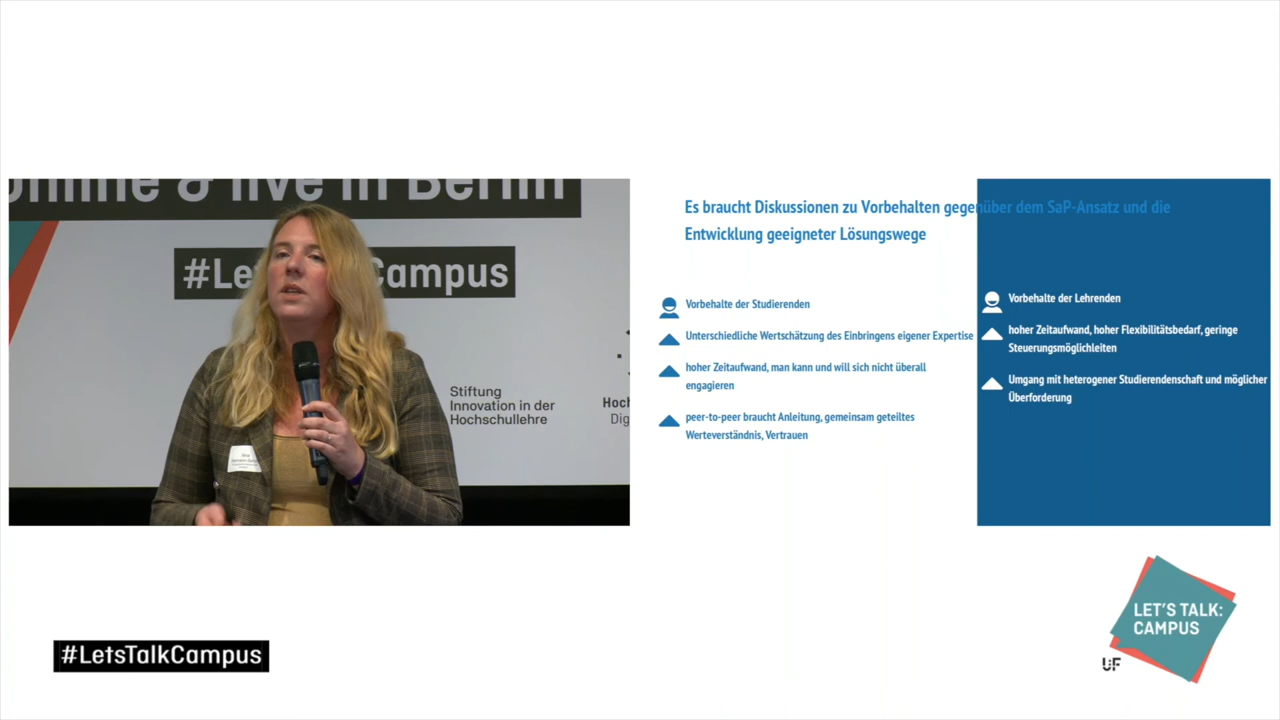 online & live in Berlin
#Le
Campus
Stiftung
Innovation in der
Hochschullehre
Hoch
Dig
Es braucht Diskussionen zu Vorbehalten gegenüber dem SaP-Ansatz und die
Entwicklung geeigneter Lösungswege
Vorbehalte der Studierenden
Unterschiedliche Wertschätzung des Einbringens eigener Expertise
hoher Zeitaufwand, man kann und will sich nicht überall
engagieren
peer-to-peer braucht Anleitung, gemeinsam geteiltes
Werteverständnis, Vertrauen
Vorbehalte der Lehrenden
hoher Zeitaufwand, hoher Flexibilitätsbedarf, geringe
Steuerungsmöglichleiten
Umgang mit heterogener Studierendenschaft und möglicher
Überforderung
#LetsTalkCampus
LET'S TALK:
CAMPUS